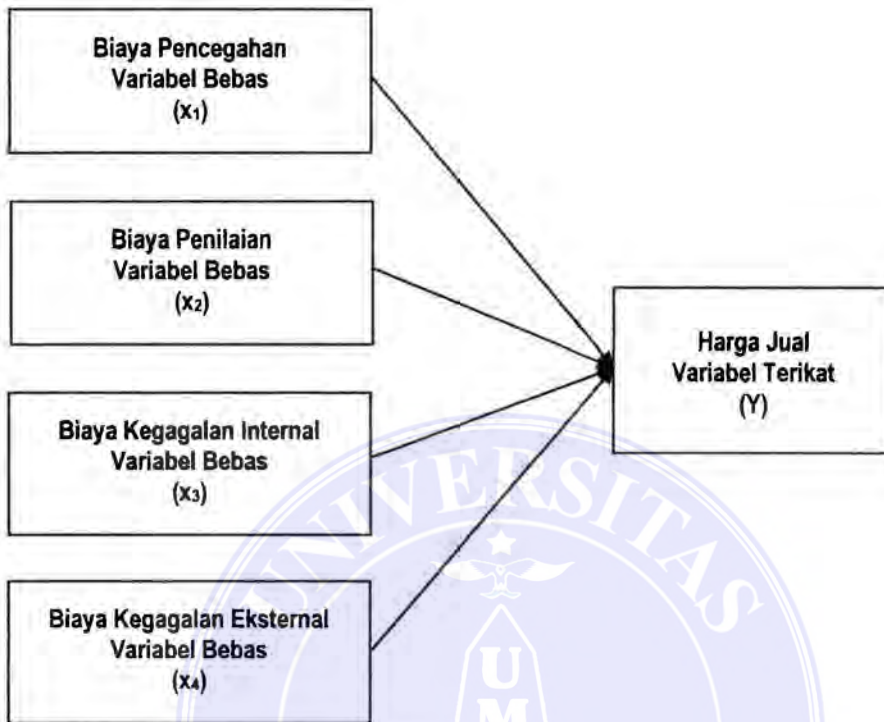 Biaya Pencegahan
Variabel Bebas
(x₁)
Biaya Penilaian
Variabel Bebas
(x₂)
Harga Jual
Variabel Terikat
(Y)
Biaya Kegagalan Internal
Variabel Bebas
(x₃)
Biaya Kegagalan Eksternal
Variabel Bebas
(x₄)
UNIVERSITAS
U
M